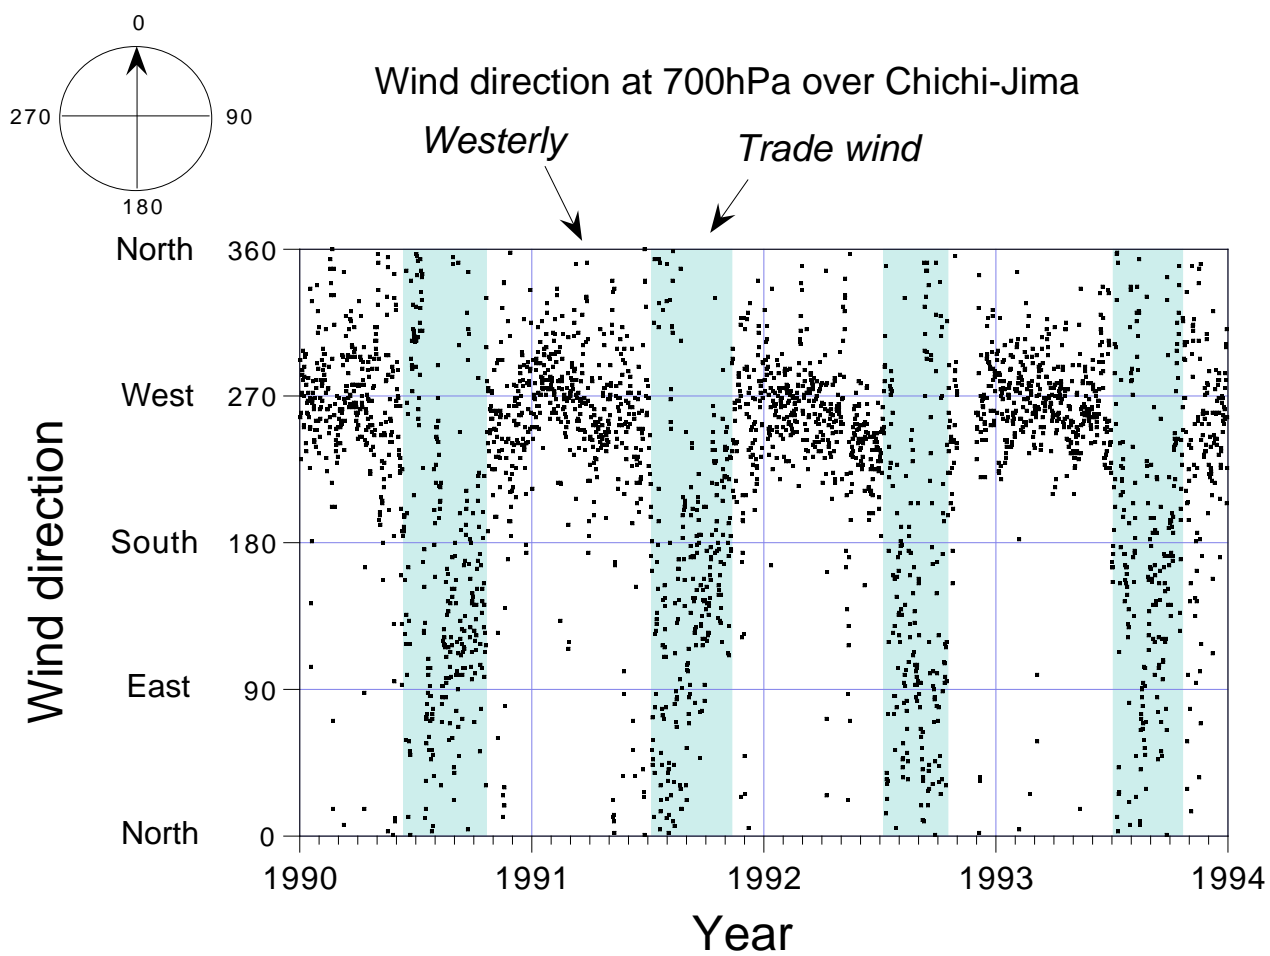 0
270
90
180
Wind direction at 700hPa over Chichi-Jima
Westerly
Trade wind
North 360
West 270
South 180
East 90
North 0
Wind direction
1990 1991 1992 1993 1994
Year